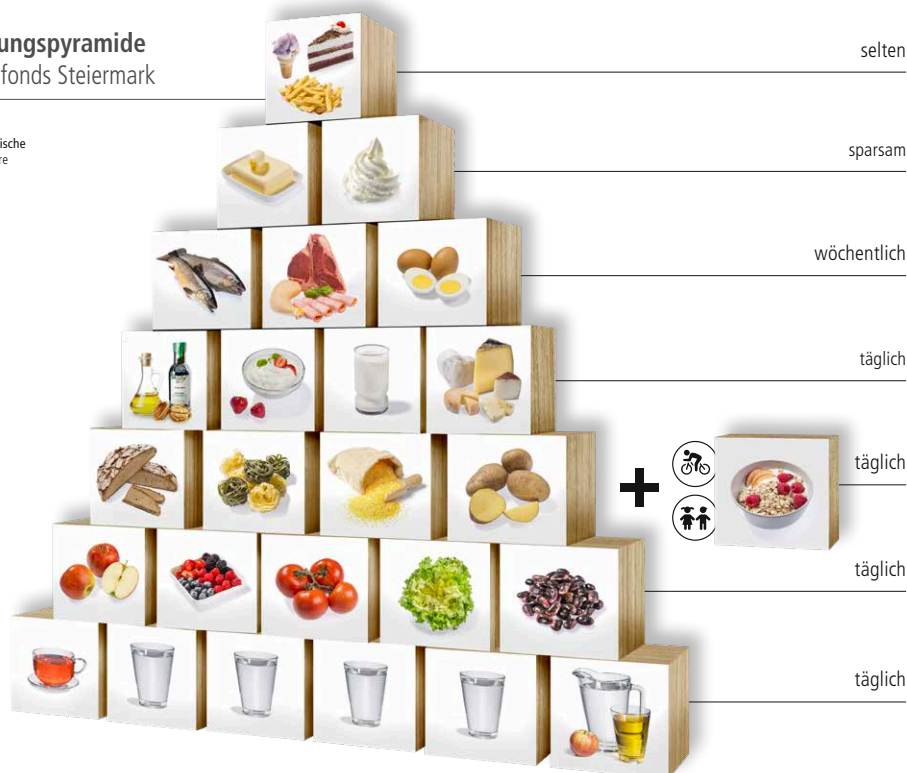 ungspyramide
fonds Steiermark
ische
re
selten
sparsam
wöchentlich
täglich
täglich
täglich
täglich